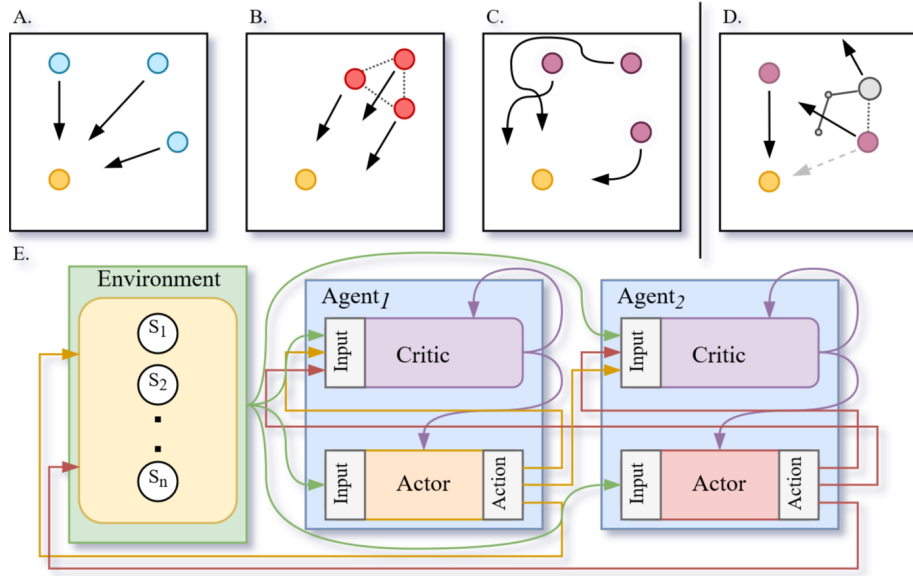 A.
B.
C.
D.
E.
Environment
S1
S2
Sn
Agent1
Input
Critic
Input
Actor
Action
Agent2
Input
Critic
Input
Actor
Action